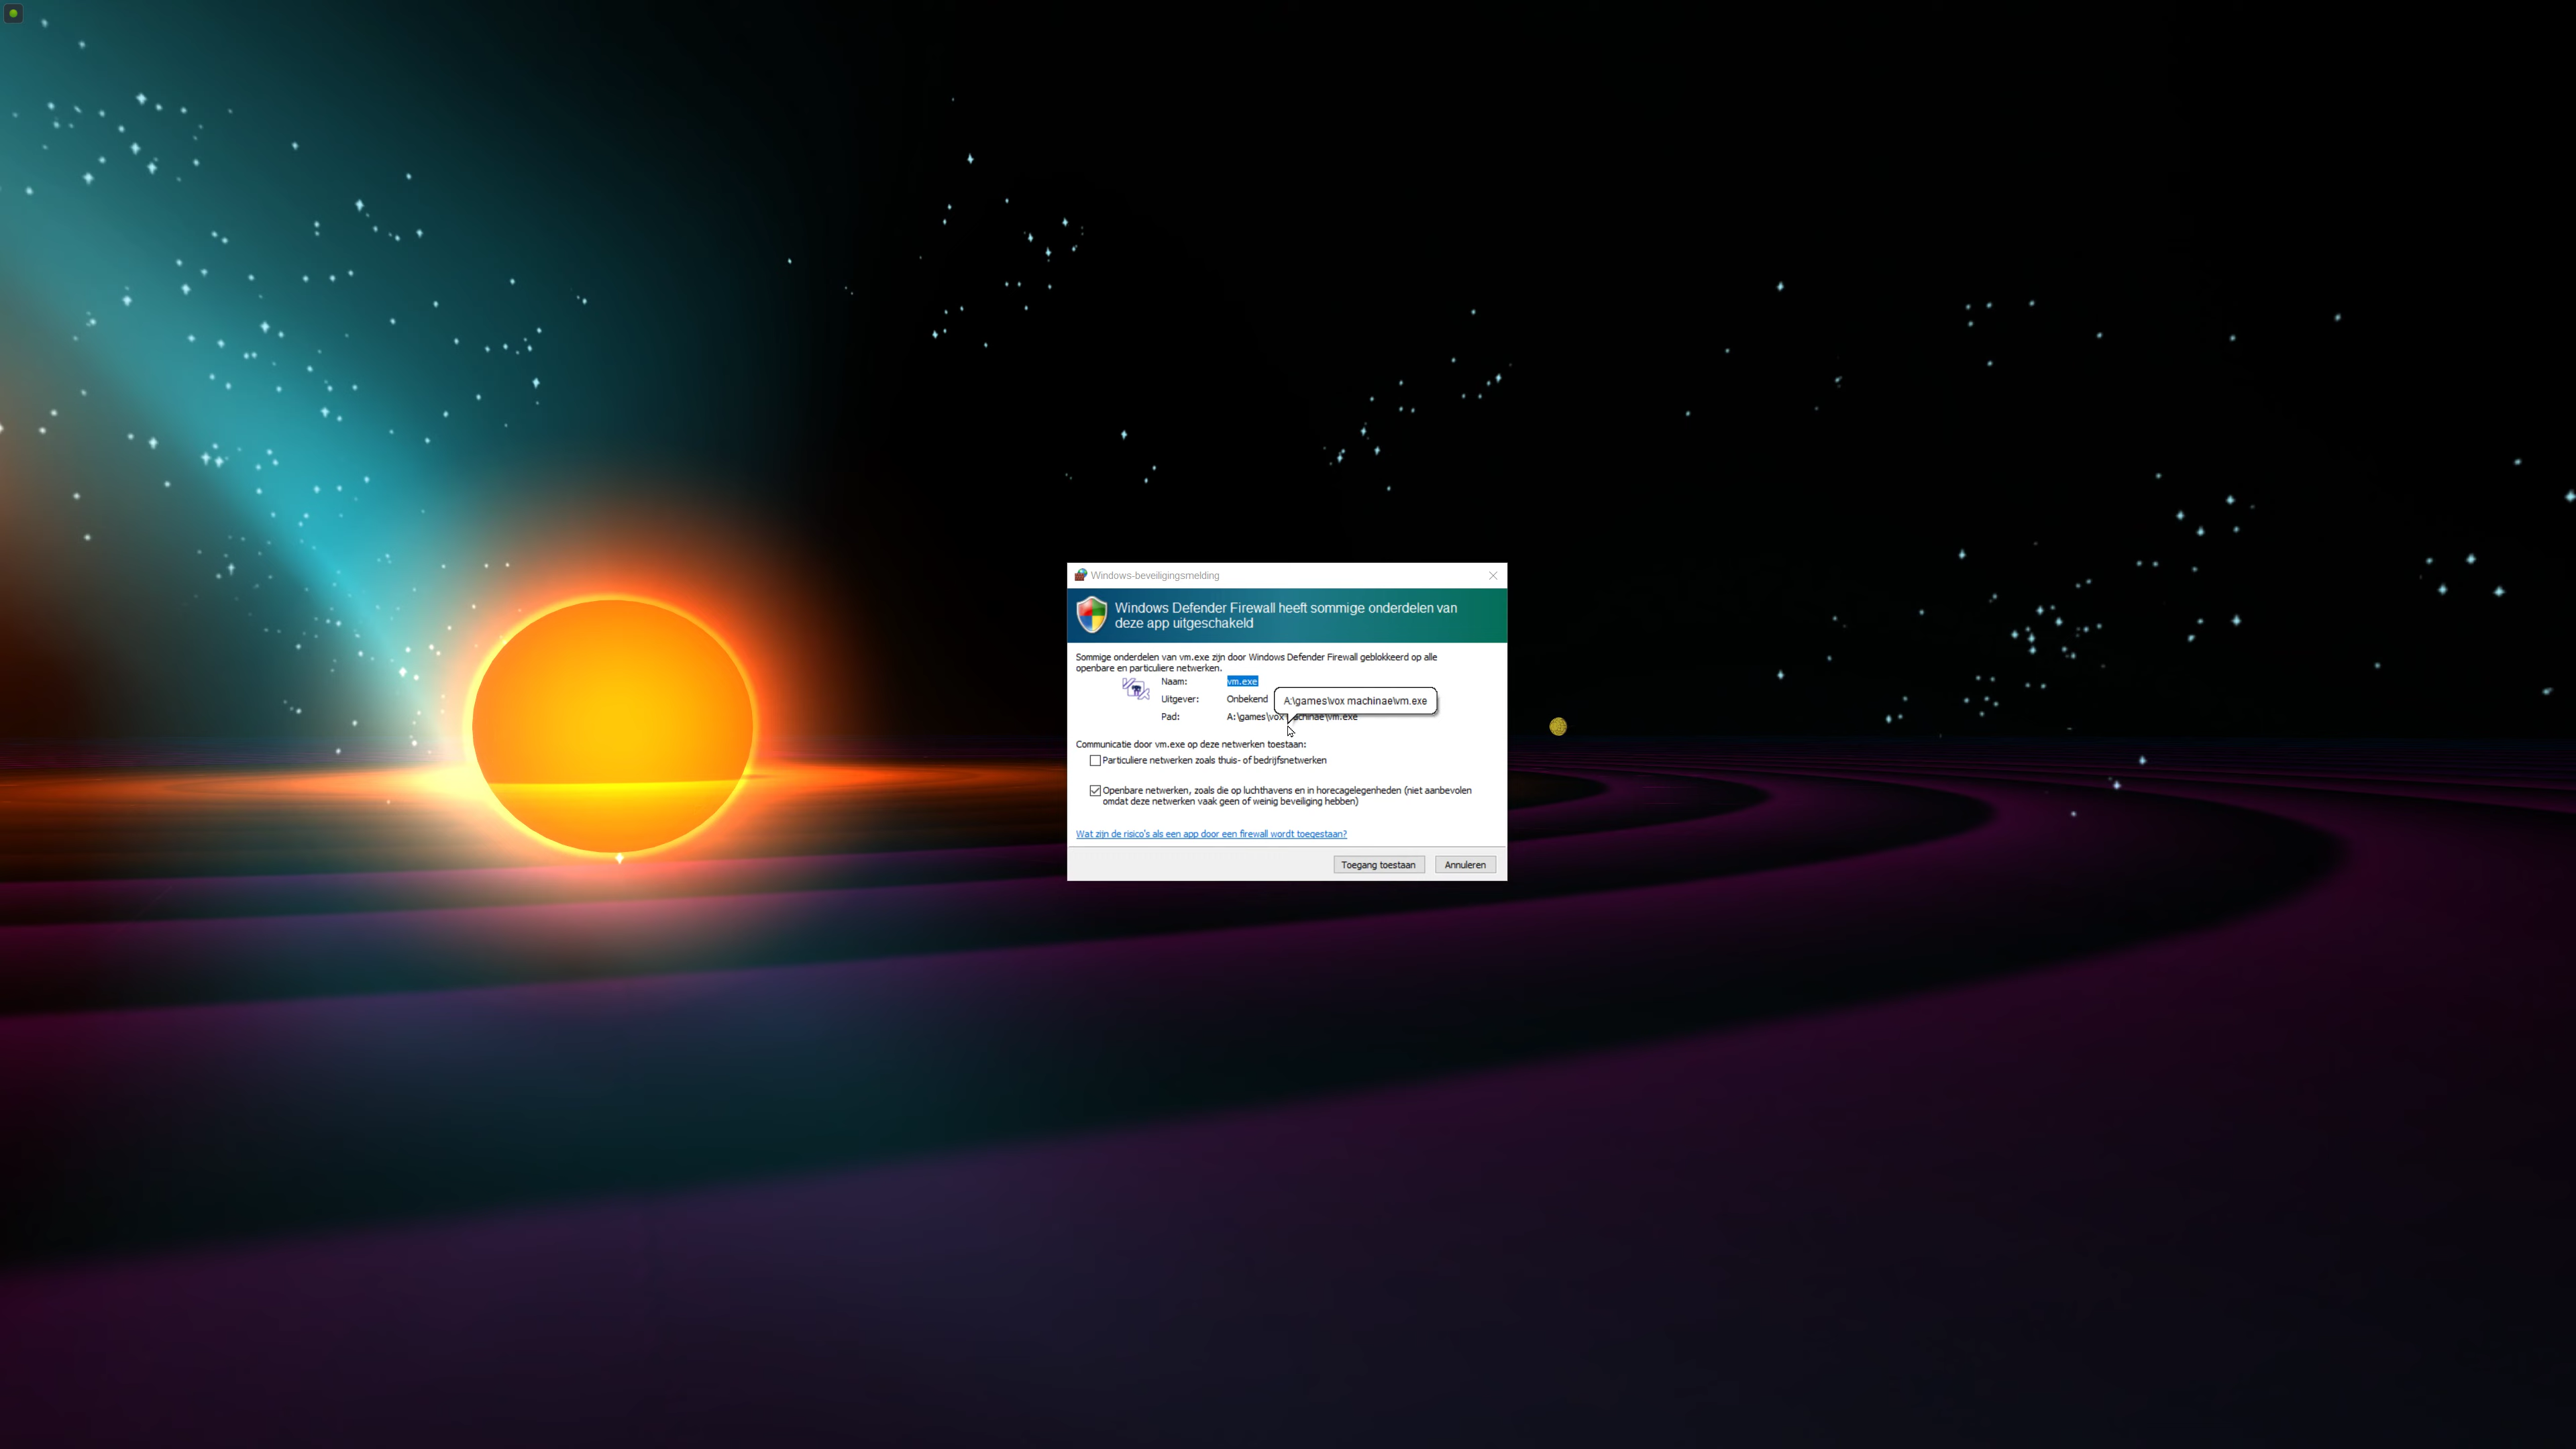 Windows-beveiligingsmelding
Windows Defender Firewall heeft sommige onderdelen van
deze app uitgeschakeld
Sommige onderdelen van vm.exe zijn door Windows Defender Firewall geblokkeerd op alle
openbare en particuliere netwerken.
Naam: vm.exe
Uitgever: Onbekend
A:\games\vox machinae\vm.exe
Pad: A:\games\vox machinae\vm.exe
Communicatie door vm.exe op deze netwerken toestaan:
Particuliere netwerken zoals thuis- of bedrijfsnetwerken
Openbare netwerken, zoals die op luchthavens en in horecagelegenheden (niet aanbevolen
omdat deze netwerken vaak geen of weinig beveiliging hebben)
Wat zijn de risico's als een app door een firewall wordt toegestaan?
Toegang toestaan Annuleren